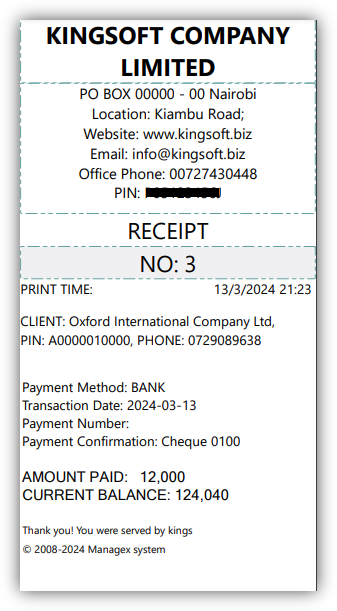 KINGSOFT COMPANY
LIMITED
PO BOX 00000 - 00 Nairobi
Location: Kiambu Road;
Website: www.kingsoft.biz
Email: info@kingsoft.biz
Office Phone: 00727430448
PIN:
RECEIPT
NO: 3
PRINT TIME: 13/3/2024 21:23
CLIENT: Oxford International Company Ltd,
PIN: A0000010000, PHONE: 0729089638
Payment Method: BANK
Transaction Date: 2024-03-13
Payment Number:
Payment Confirmation: Cheque 0100
AMOUNT PAID: 12,000
CURRENT BALANCE: 124,040
Thank you! You were served by kings
© 2008-2024 Managex system